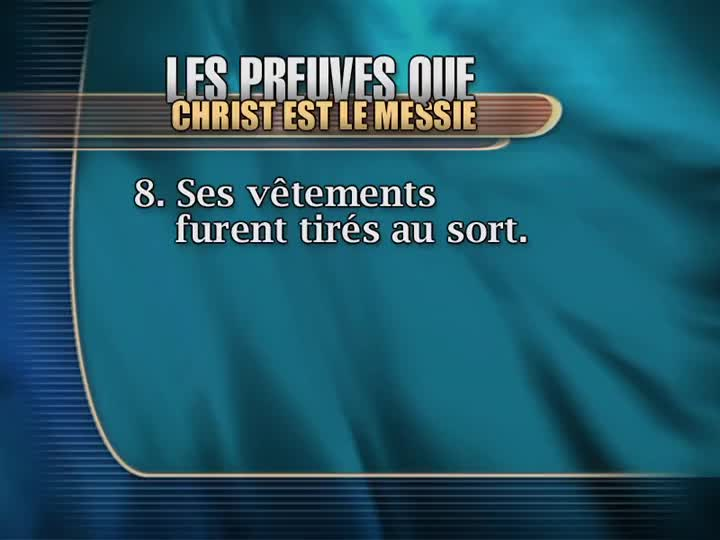 LES PREUVES QUE
CHRIST EST LE MESSIE
8. Ses vêtements
furent tirés au sort.